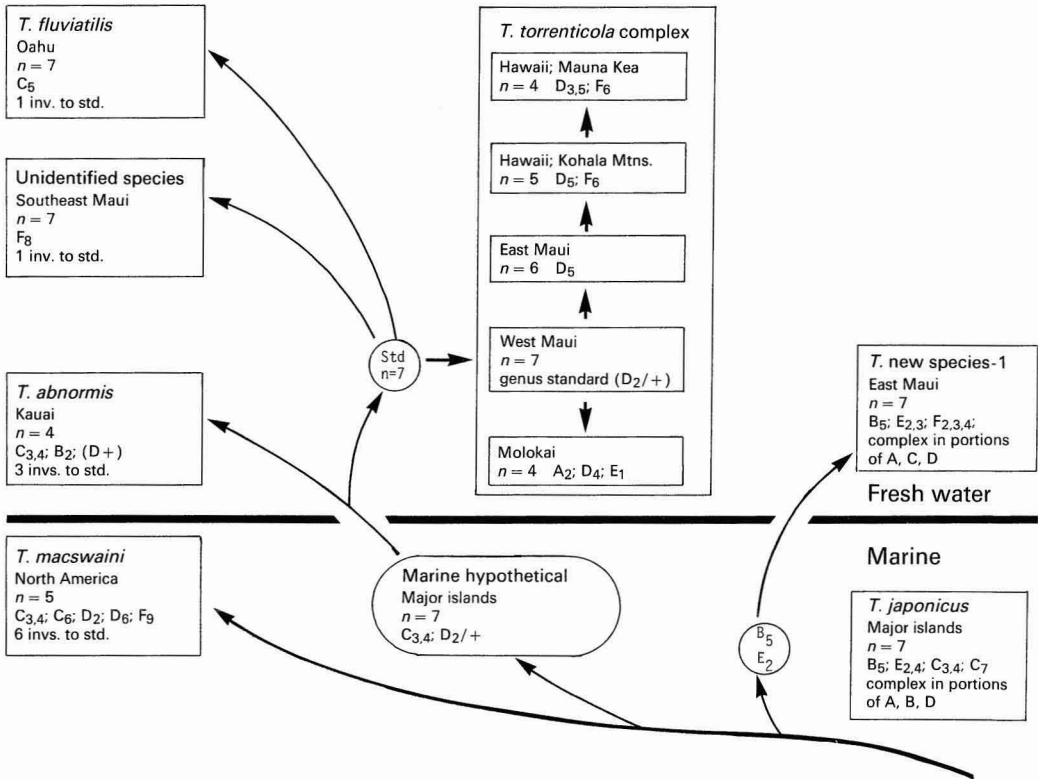 T. fluviatilis
Oahu
n = 7
C5
1 inv. to std.
Unidentified species
Southeast Maui
n = 7
F8
1 inv. to std.
T. abnormis
Kauai
n = 4
C3,4; B2; (D+)
3 invs. to std.
T. macswaini
North America
n = 5
C3,4; C6; D2; D6; F9
6 invs. to std.
Std
n=7
T. torrenticola complex
Hawaii; Mauna Kea
n = 4 D3,5; F6
Hawaii; Kohala Mtns.
n = 5 D5; F6
East Maui
n = 6 D5
West Maui
n = 7
genus standard (D2/+)
Molokai
n = 4 A2; D4; E1
Marine hypothetical
Major islands
n = 7
C3,4; D2/+
B5
E2
T. new species-1
East Maui
n = 7
B5; E2,3; F2,3,4;
complex in portions
of A, C, D
Fresh water
Marine
T. japonicus
Major islands
n = 7
B5; E2,4; C3,4; C7
complex in portions
of A, B, D